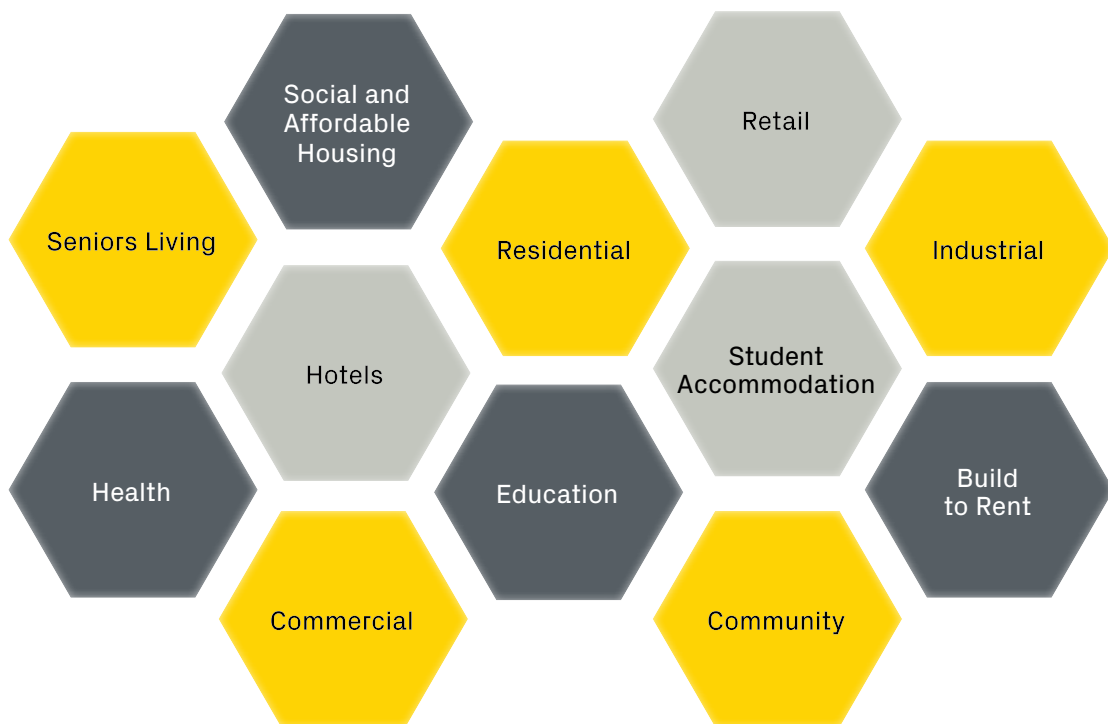 Social and
Affordable
Housing
Retail
Seniors Living
Residential
Industrial
Hotels
Student
Accommodation
Health
Education
Build
to Rent
Commercial
Community